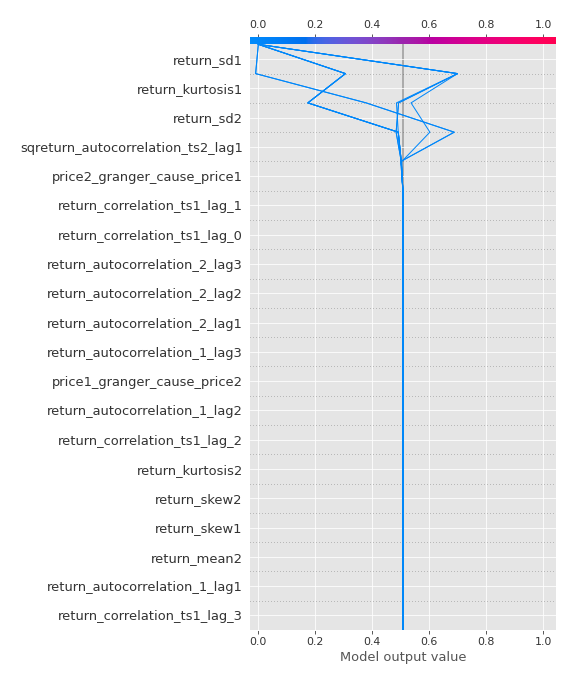 0.0 0.2 0.4 0.6 0.8 1.0
return_sd1
return_kurtosis1
return_sd2
sqreturn_autocorrelation_ts2_lag1
price2_granger_cause_price1
return_correlation_ts1_lag_1
return_correlation_ts1_lag_0
return_autocorrelation_2_lag3
return_autocorrelation_2_lag2
return_autocorrelation_2_lag1
return_autocorrelation_1_lag3
price1_granger_cause_price2
return_autocorrelation_1_lag2
return_correlation_ts1_lag_2
return_kurtosis2
return_skew2
return_skew1
return_mean2
return_autocorrelation_1_lag1
return_correlation_ts1_lag_3
0.0 0.2 0.4 0.6 0.8 1.0
Model output value